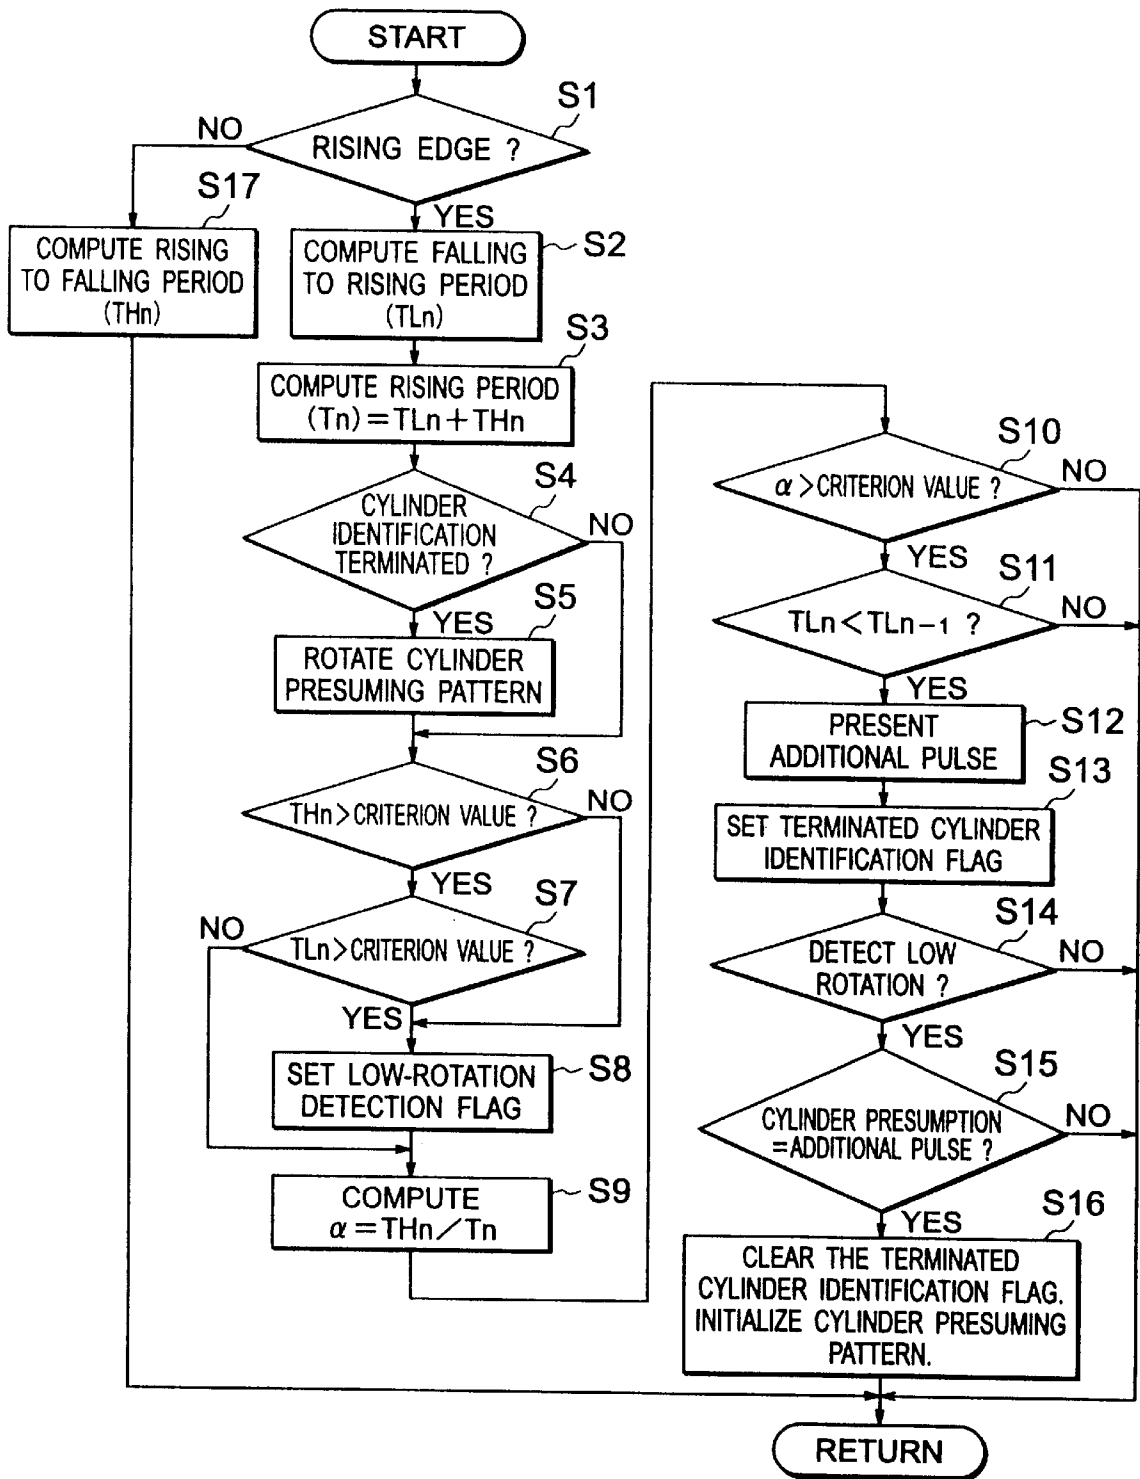 START
S1
RISING EDGE ?
NO
YES
S17
COMPUTE RISING
TO FALLING PERIOD
(THn)
S2
COMPUTE FALLING
TO RISING PERIOD
(TLn)
S3
COMPUTE RISING PERIOD
(Tn)=TLn+THn
S4
CYLINDER
IDENTIFICATION
TERMINATED ?
NO
YES
S5
ROTATE CYLINDER
PRESUMING PATTERN
S6
THn>CRITERION VALUE ?
NO
YES
S7
TLn>CRITERION VALUE ?
NO
YES
S8
SET LOW-ROTATION
DETECTION FLAG
S9
COMPUTE
α=THn/Tn
S10
α>CRITERION VALUE ?
NO
YES
S11
TLn<TLn-1 ?
NO
YES
S12
PRESENT
ADDITIONAL PULSE
S13
SET TERMINATED CYLINDER
IDENTIFICATION FLAG
S14
DETECT LOW
ROTATION ?
NO
YES
S15
CYLINDER PRESUMPTION
=ADDITIONAL PULSE ?
NO
YES
S16
CLEAR THE TERMINATED
CYLINDER IDENTIFICATION FLAG.
INITIALIZE CYLINDER PRESUMING
PATTERN.
RETURN